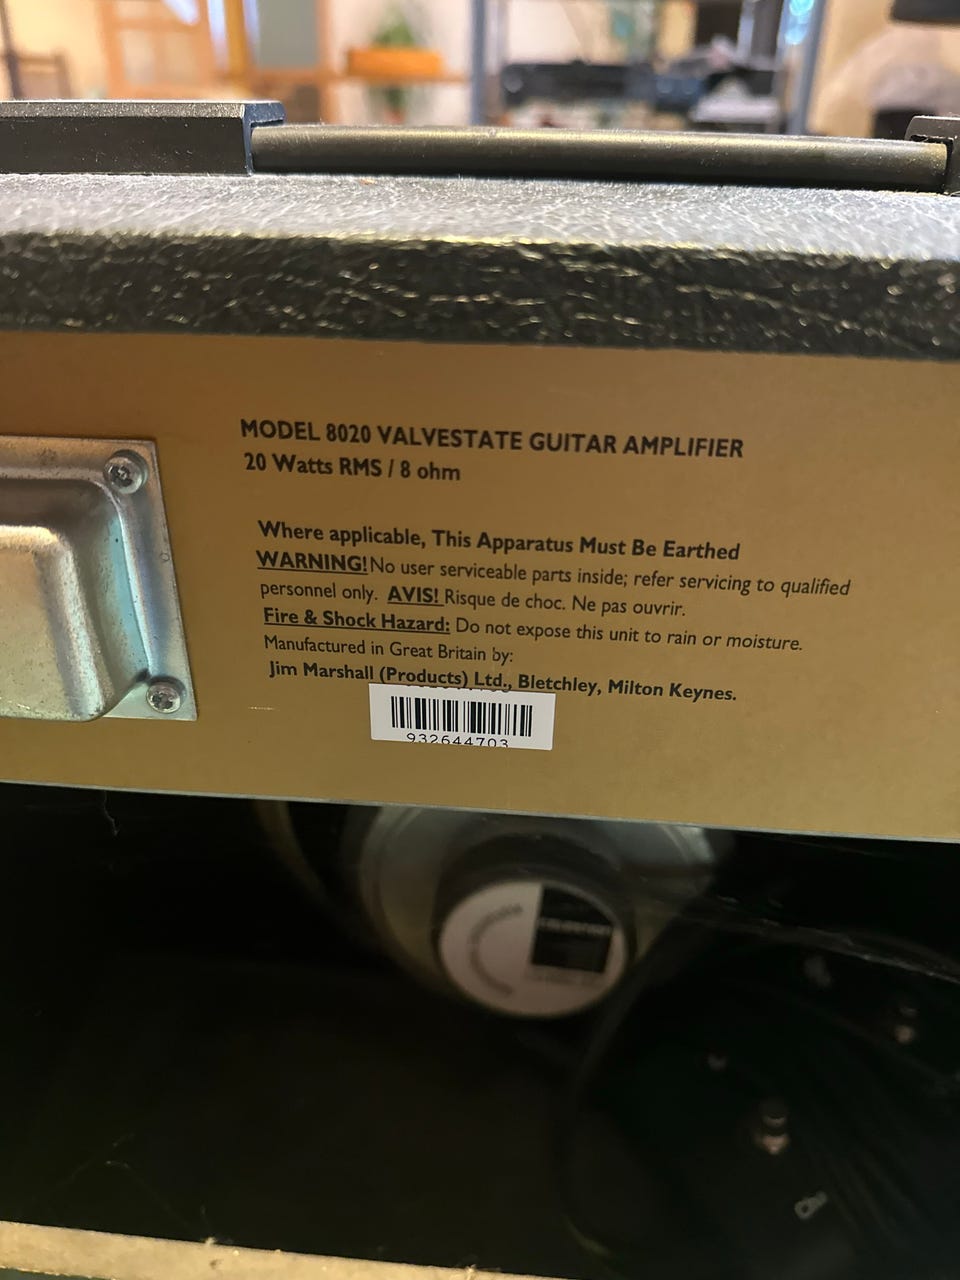 MODEL 8020 VALVESTATE GUITAR AMPLIFIER
20 Watts RMS / 8 ohm
Where applicable, This Apparatus Must Be Earthed
WARNING! No user serviceable parts inside; refer servicing to qualified
personnel only. AVIS! Risque de choc. Ne pas ouvrir.
Fire & Shock Hazard: Do not expose this unit to rain or moisture.
Manufactured in Great Britain by:
Jim Marshall (Products) Ltd., Bletchley, Milton Keynes.
932644703